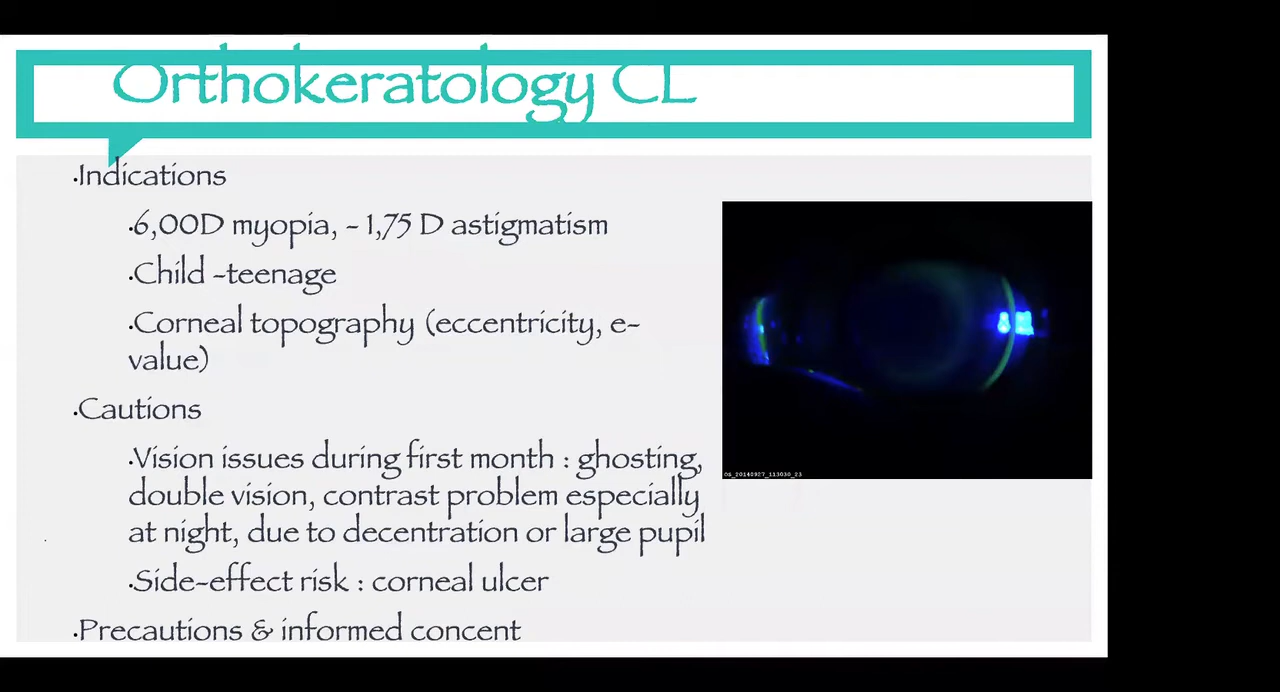 Orthokeratology CL
•Indications
•6,00D myopia, - 1,75 D astigmatism
•Child -teenage
•Corneal topography (eccentricity, e-
value)
•Cautions
•Vision issues during first month : ghosting,
double vision, contrast problem especially
at night, due to decentration or large pupil
•Side-effect risk : corneal ulcer
•Precautions & informed concent
OS_20140927_113030_23